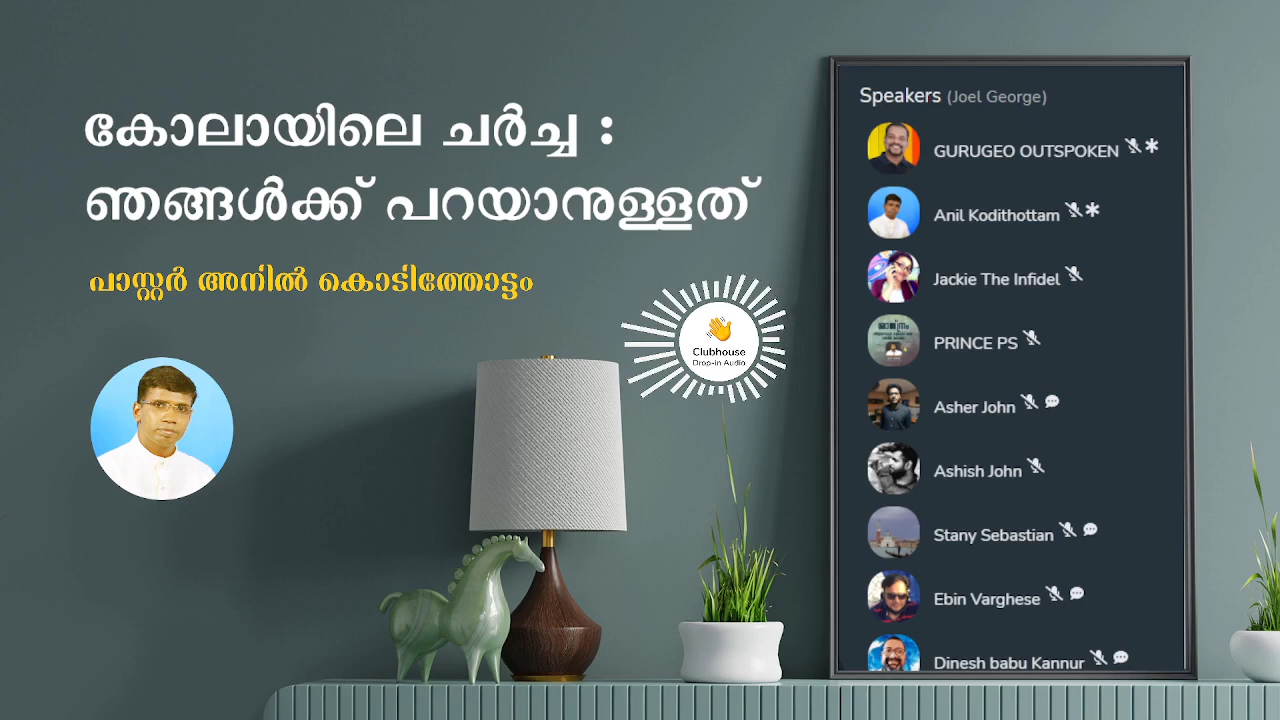 കോലായിലെ ചർച്ച :
ഞങ്ങൾക്ക് പറയാനുള്ളത്
പാസ്റ്റർ അനിൽ കൊടിത്തോട്ടം
Clubhouse
Drop-in Audio
Speakers (Joel George)
GURUGEO OUTSPOKEN
Anil Kodithottam
Jackie The Infidel
PRINCE PS
Asher John
Ashish John
Stany Sebastian
Ebin Varghese
Dinesh babu Kannur